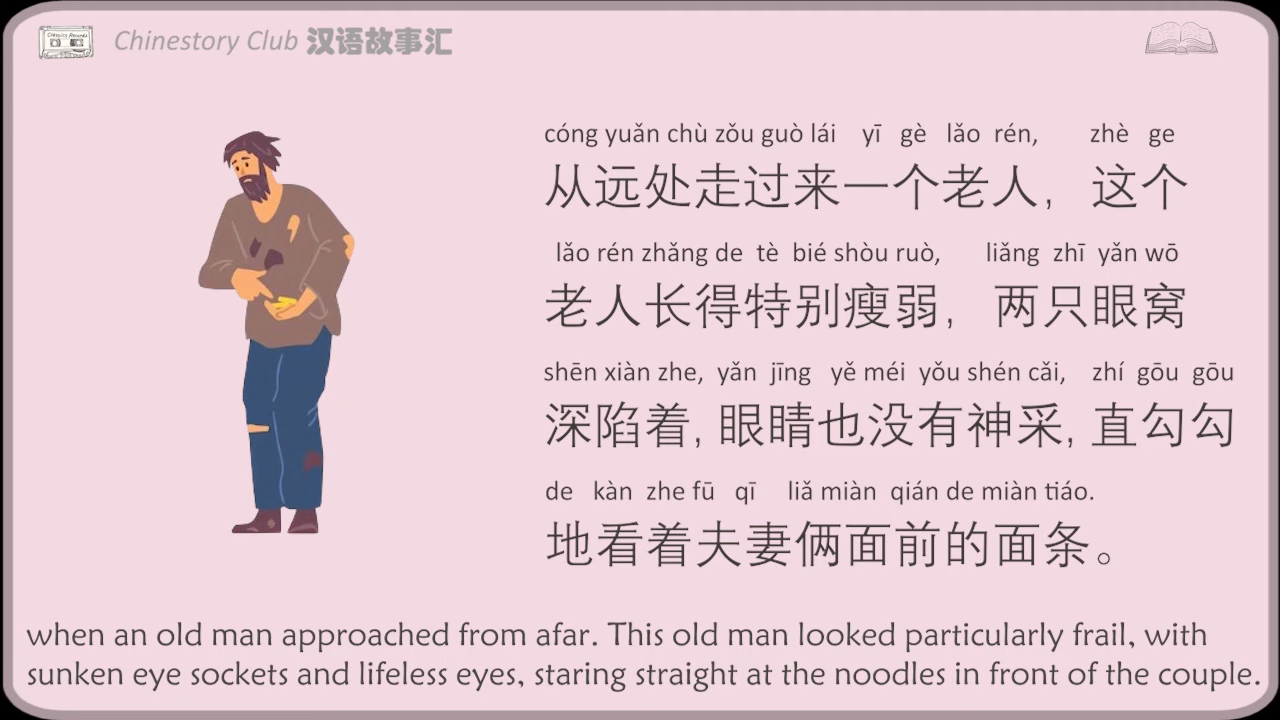 Classics Records
Chinestory Club 汉语故事汇
cóng yuǎn chù zǒu guò lái yī gè lǎo rén, zhè ge
从远处走过来一个老人, 这个
lǎo rén zhǎng de tè bié shòu ruò, liǎng zhī yǎn wō
老人长得特别瘦弱, 两只眼窝
shēn xiàn zhe, yǎn jīng yě méi yǒu shén cǎi, zhí gōu gōu
深陷着, 眼睛也没有神采, 直勾勾
de kàn zhe fū qī liǎ miàn qián de miàn tiáo.
地看着夫妻俩面前的面条。
when an old man approached from afar. This old man looked particularly frail, with
sunken eye sockets and lifeless eyes, staring straight at the noodles in front of the couple.